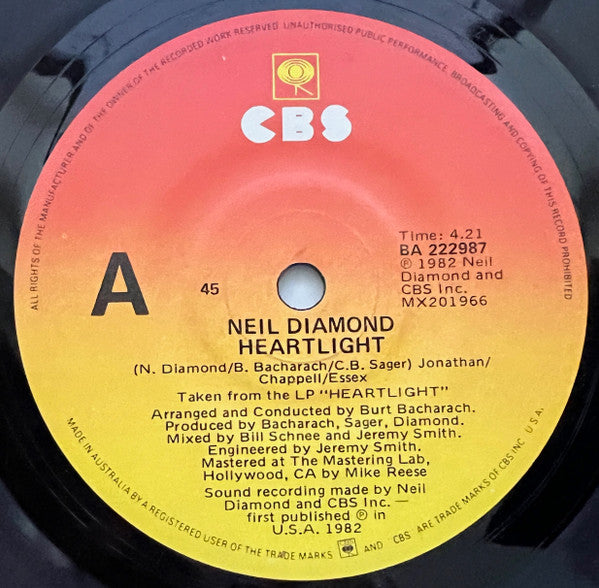 ALL RIGHTS OF THE MANUFACTURER AND OF THE OWNER OF THE RECORDED WORK RESERVED UNAUTHORISED PUBLIC PERFORMANCE, BROADCASTING AND COPYING OF THIS RECORD PROHIBITED
CBS
Time: 4.21
BA 222987
℗ 1982 Neil
Diamond and
CBS Inc.
MX201966
A
45
NEIL DIAMOND
HEARTLIGHT
(N. Diamond/B. Bacharach/C.B. Sager) Jonathan/
Chappell/Essex
Taken from the LP "HEARTLIGHT"
Arranged and Conducted by Burt Bacharach.
Produced by Bacharach, Sager, Diamond.
Mixed by Bill Schnee and Jeremy Smith.
Engineered by Jeremy Smith.
Mastered at The Mastering Lab,
Hollywood, CA by Mike Reese
Sound recording made by Neil
Diamond and CBS Inc. —
first published ℗ in
U.S.A. 1982
MADE IN AUSTRALIA BY A REGISTERED USER OF THE TRADE MARKS AND CBS ARE TRADE MARKS OF CBS INC U.S.A.